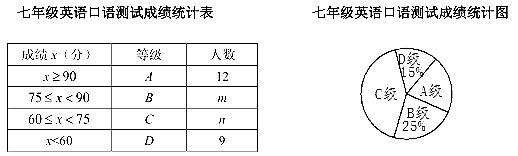 七年级英语口语测试成绩统计表
七年级英语口语测试成绩统计图
成绩 x（分） 等级 人数
x≥90 A 12
75≤x<90 B m
60≤x<75 C n
x<60 D 9
D级
15%
C级
A级
B级
25%